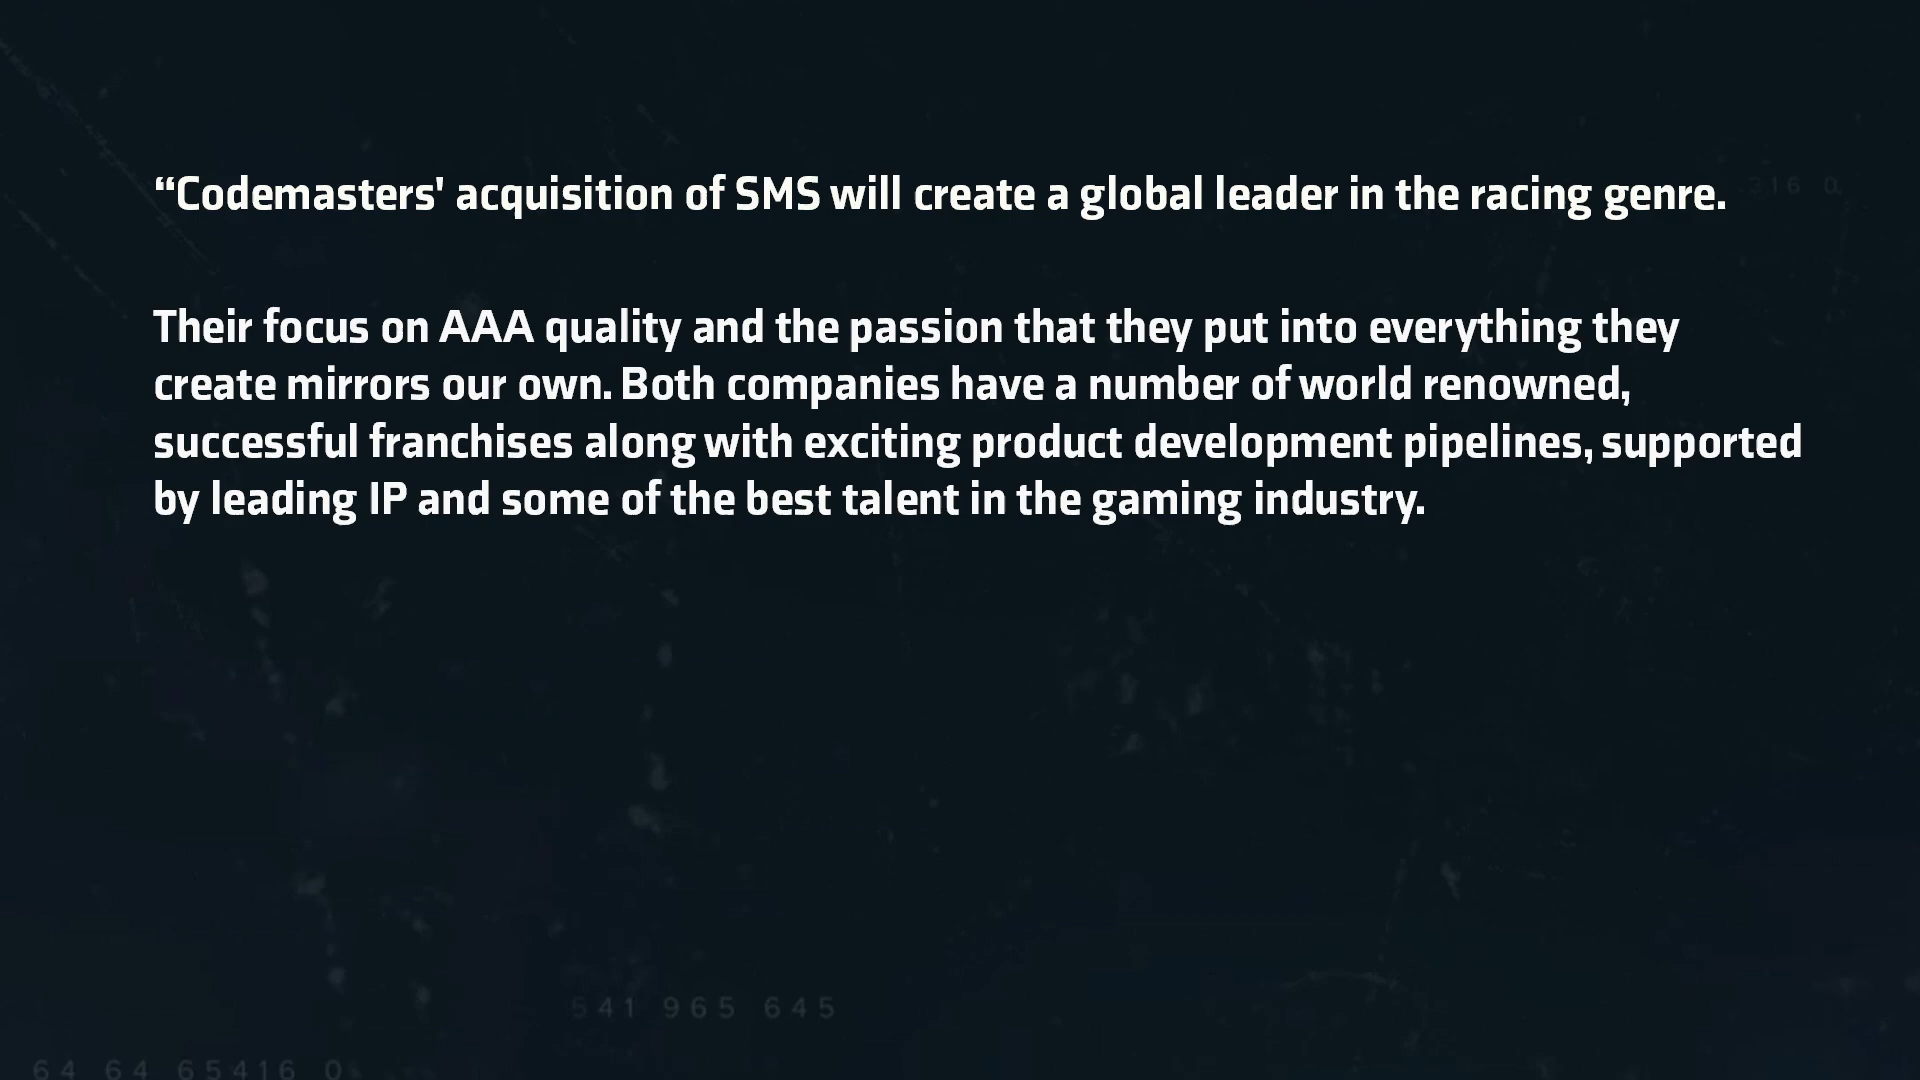 “Codemasters' acquisition of SMS will create a global leader in the racing genre.
316 0
Their focus on AAA quality and the passion that they put into everything they
create mirrors our own. Both companies have a number of world renowned,
successful franchises along with exciting product development pipelines, supported
by leading IP and some of the best talent in the gaming industry.
541 965 645
64 64 65416 0